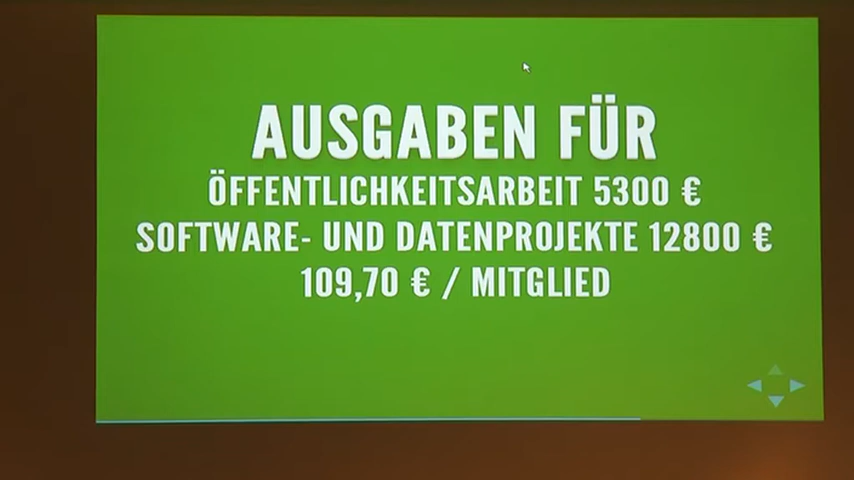 AUSGABEN FÜR
ÖFFENTLICHKEITSARBEIT 5300 €
SOFTWARE- UND DATENPROJEKTE 12800 €
109,70 € / MITGLIED